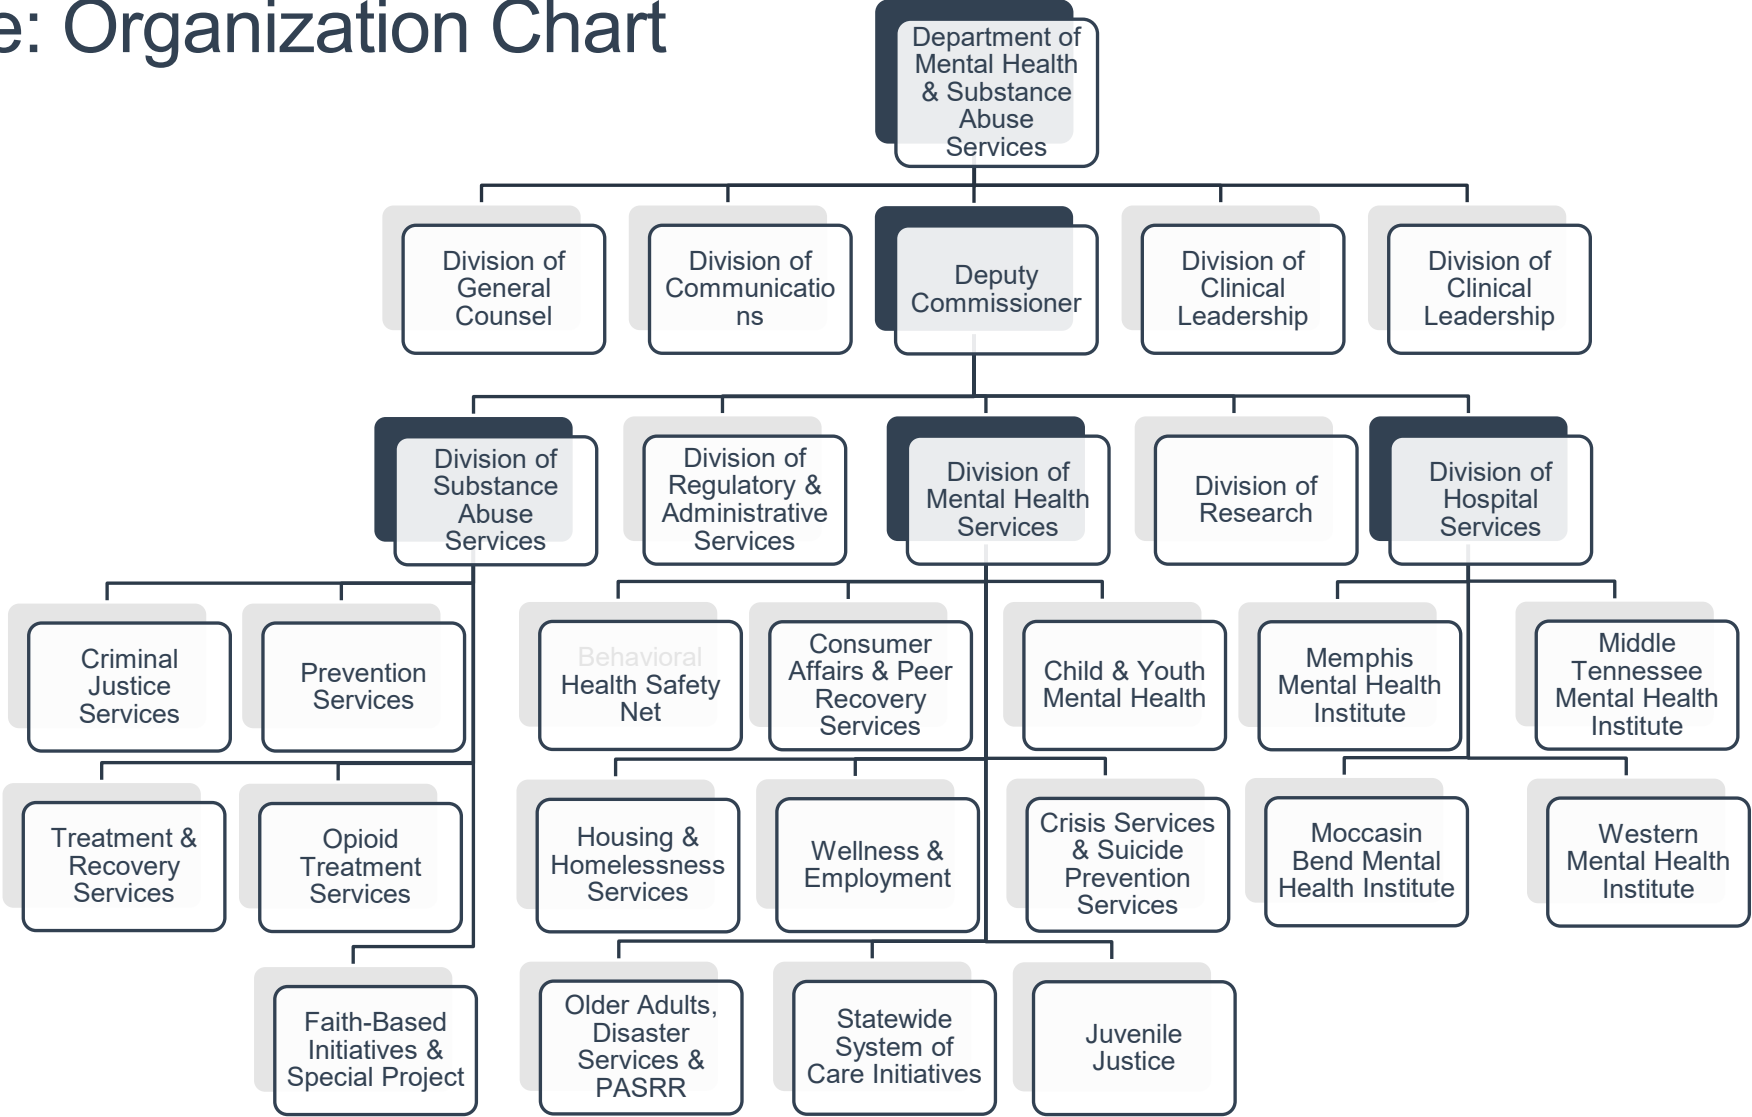 e: Organization Chart
Department of
Mental Health
& Substance
Abuse
Services
Division of
General
Counsel
Division of
Communicatio
ns
Deputy
Commissioner
Division of
Clinical
Leadership
Division of
Clinical
Leadership
Division of
Substance
Abuse
Services
Division of
Regulatory &
Administrative
Services
Division of
Mental Health
Services
Division of
Research
Division of
Hospital
Services
Criminal
Justice
Services
Prevention
Services
Behavioral
Health Safety
Net
Consumer
Affairs & Peer
Recovery
Services
Child & Youth
Mental Health
Memphis
Mental Health
Institute
Middle
Tennessee
Mental Health
Institute
Treatment &
Recovery
Services
Opioid
Treatment
Services
Housing &
Homelessness
Services
Wellness &
Employment
Crisis Services
& Suicide
Prevention
Services
Moccasin
Bend Mental
Health Institute
Western
Mental Health
Institute
Faith-Based
Initiatives &
Special Project
Older Adults,
Disaster
Services &
PASRR
Statewide
System of
Care Initiatives
Juvenile
Justice